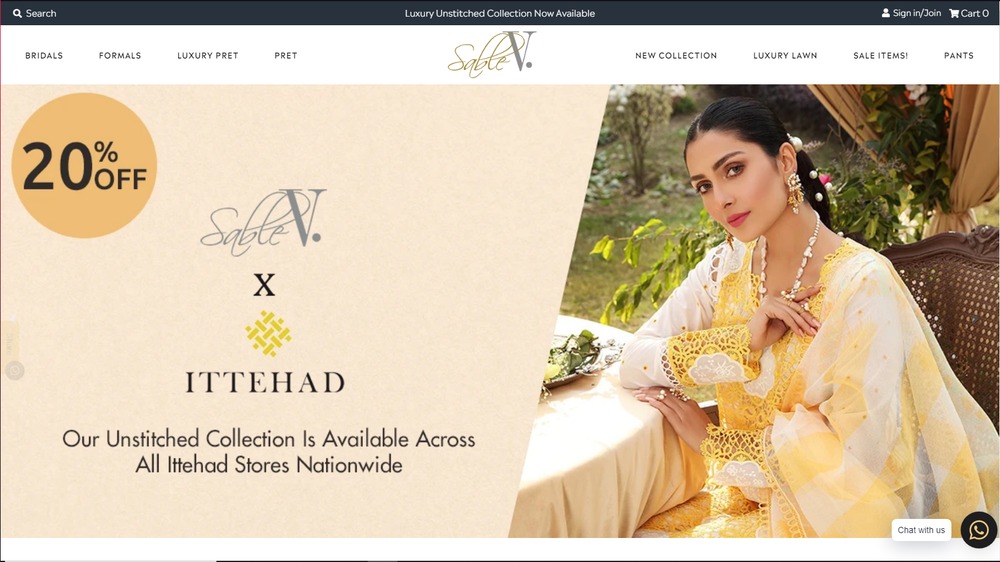 Search
Luxury Unstitched Collection Now Available
Sign in/Join
Cart 0
BRIDALS
FORMALS
LUXURY PRET
PRET
Sable V.
NEW COLLECTION
LUXURY LAWN
SALE ITEMS!
PANTS
20% OFF
Sable V.
X
ITTEHAD
Our Unstitched Collection Is Available Across
All Ittehad Stores Nationwide
Chat with us